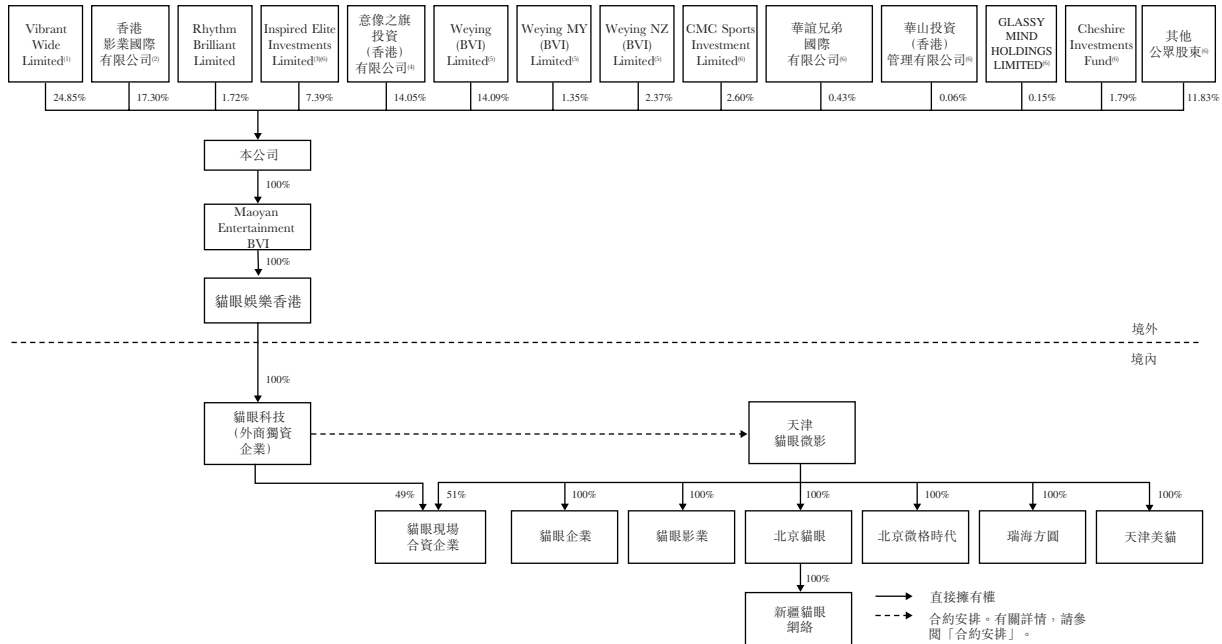 Vibrant
Wide
Limited(1)
香港
影業國際
有限公司(2)
Rhythm
Brilliant
Limited
Inspired Elite
Investments
Limited(3)(6)
意像之旗
投資
(香港)
有限公司(4)
Weying
(BVI)
Limited(5)
Weying MY
(BVI)
Limited(5)
Weying NZ
(BVI)
Limited(5)
CMC Sports
Investment
Limited(6)
華誼兄弟
國際
有限公司(6)
華山投資
(香港)
管理有限公司(6)
GLASSY
MIND
HOLDINGS
LIMITED(6)
Cheshire
Investments
Fund(6)
其他
公眾股東(6)
24.85%
17.30%
1.72%
7.39%
14.05%
14.09%
1.35%
2.37%
2.60%
0.43%
0.06%
0.15%
1.79%
11.83%
本公司
100%
Maoyan
Entertainment
BVI
100%
貓眼娛樂香港
境外
境內
100%
貓眼科技
(外商獨資
企業)
天津
貓眼微影
49%
51%
100%
100%
100%
100%
100%
100%
貓眼現場
合資企業
貓眼企業
貓眼影業
北京貓眼
北京微格時代
瑞海方圓
天津美貓
100%
新疆貓眼
網絡
直接擁有權
合約安排。有關詳情,請參
閱「合約安排」。